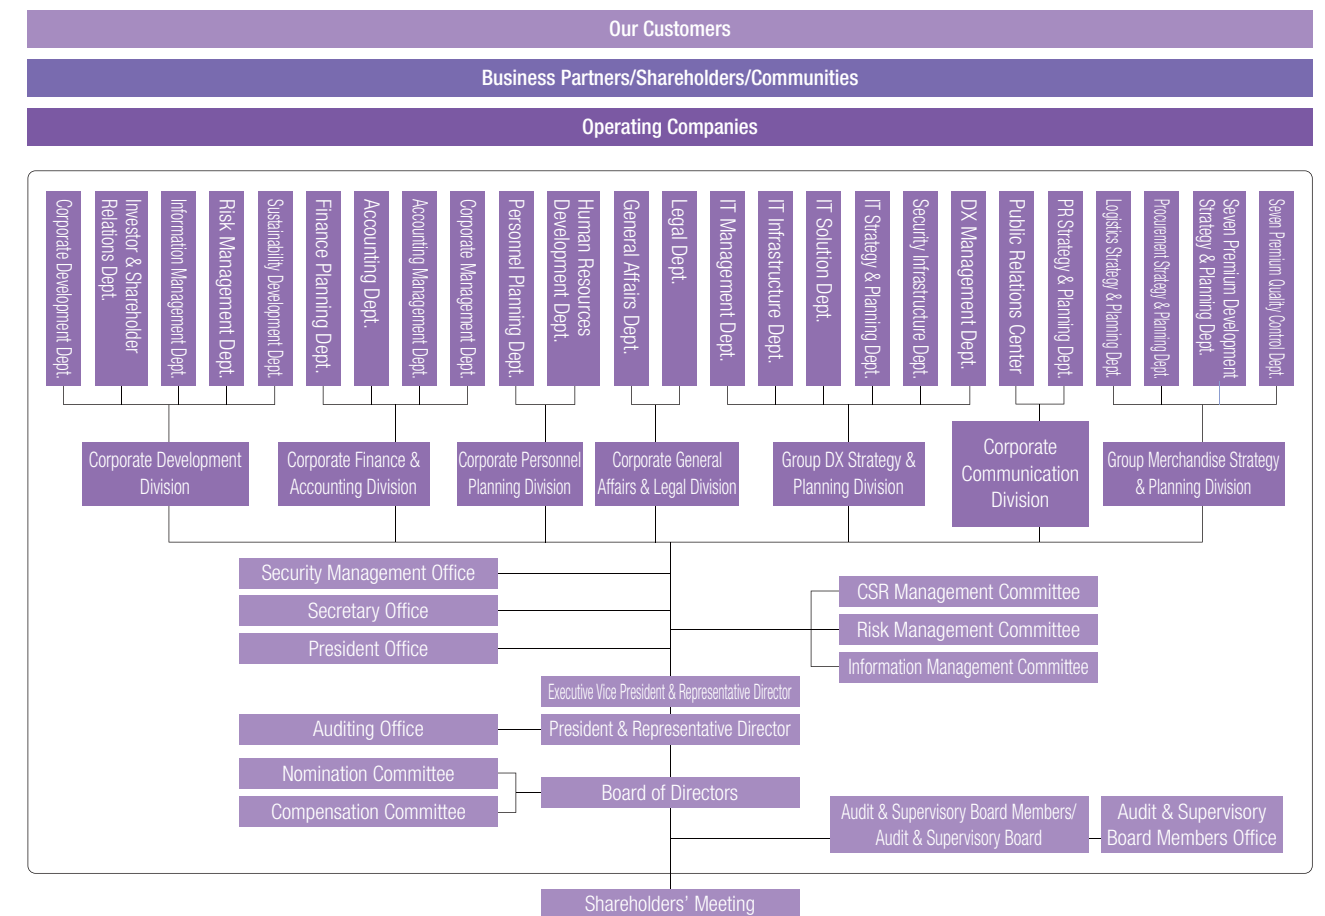 Our Customers
Business Partners/Shareholders/Communities
Operating Companies
Corporate Development Dept.
Investor & Shareholder
Relations Dept.
Information Management Dept.
Risk Management Dept.
Sustainability Development Dept.
Finance Planning Dept.
Accounting Dept.
Accounting Management Dept.
Corporate Management Dept.
Personnel Planning Dept.
Human Resources
Development Dept.
General Affairs Dept.
Legal Dept.
IT Management Dept.
IT Infrastructure Dept.
IT Solution Dept.
IT Strategy & Planning Dept.
Security Infrastructure Dept.
DX Management Dept.
Public Relations Center
PR Strategy & Planning Dept.
Logistics Strategy & Planning Dept.
Procurement Strategy & Planning Dept.
Seven Premium Development
Strategy & Planning Dept.
Seven Premium Quality Control Dept.
Corporate Development
Division
Corporate Finance &
Accounting Division
Corporate Personnel
Planning Division
Corporate General
Affairs & Legal Division
Group DX Strategy &
Planning Division
Corporate
Communication
Division
Group Merchandise Strategy
& Planning Division
Security Management Office
Secretary Office
President Office
CSR Management Committee
Risk Management Committee
Information Management Committee
Executive Vice President & Representative Director
Auditing Office
President & Representative Director
Nomination Committee
Compensation Committee
Board of Directors
Audit & Supervisory Board Members/
Audit & Supervisory Board
Audit & Supervisory
Board Members Office
Shareholders' Meeting